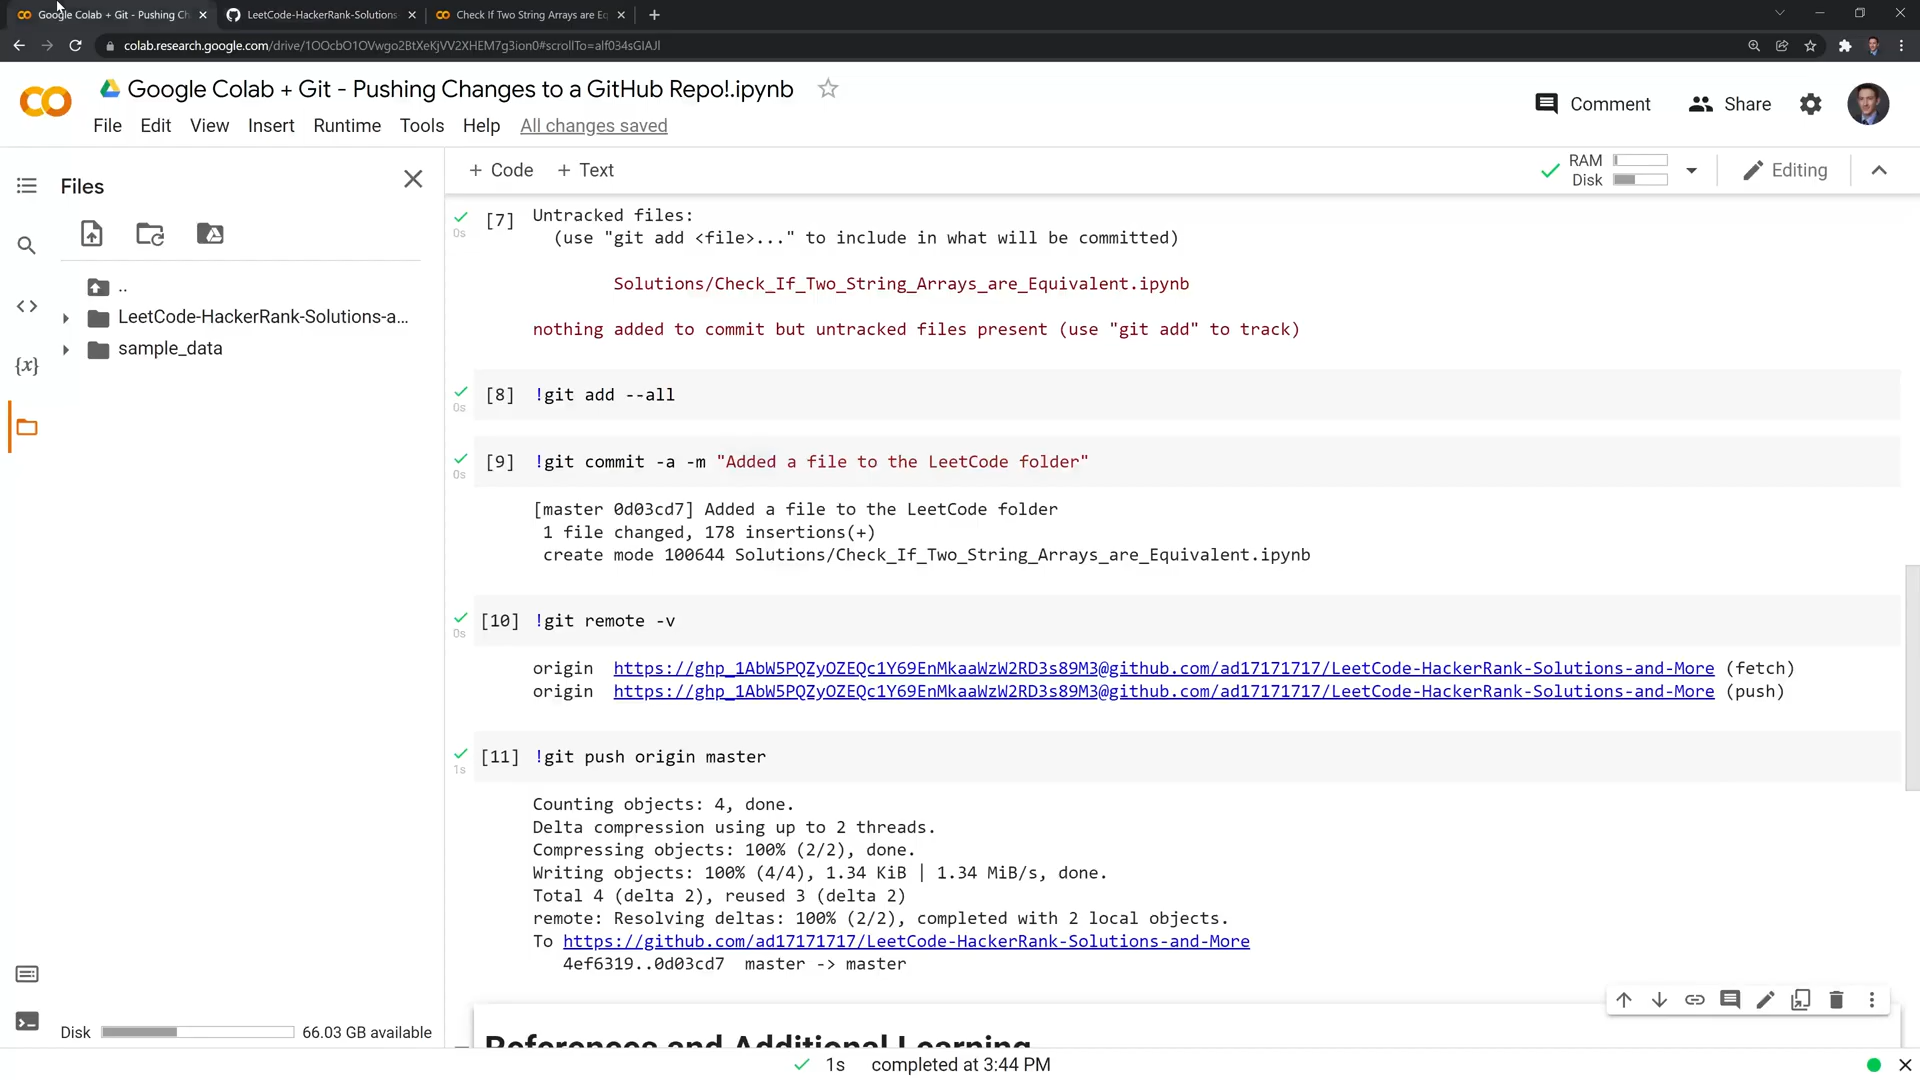 Google Colab + Git - Pushing Ch
LeetCode-HackerRank-Solutions
Check If Two String Arrays are Eq
colab.research.google.com/drive/1OOcbO1OVwgo2BtXeKjVV2XHEM7g3ion0#scrollTo=alf034sGIAJl
Google Colab + Git - Pushing Changes to a GitHub Repo!.ipynb
Comment
Share
File Edit View Insert Runtime Tools Help All changes saved
Files
+ Code + Text
RAM
Disk
Editing
..
LeetCode-HackerRank-Solutions-a...
sample_data
{x}
[7]
0s
Untracked files:
(use "git add <file>..." to include in what will be committed)
Solutions/Check_If_Two_String_Arrays_are_Equivalent.ipynb
nothing added to commit but untracked files present (use "git add" to track)
[8] !git add --all
0s
[9] !git commit -a -m "Added a file to the LeetCode folder"
0s
[master 0d03cd7] Added a file to the LeetCode folder
1 file changed, 178 insertions(+)
create mode 100644 Solutions/Check_If_Two_String_Arrays_are_Equivalent.ipynb
[10] !git remote -v
0s
origin https://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@github.com/ad17171717/LeetCode-HackerRank-Solutions-and-More (fetch)
origin https://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@github.com/ad17171717/LeetCode-HackerRank-Solutions-and-More (push)
[11] !git push origin master
1s
Counting objects: 4, done.
Delta compression using up to 2 threads.
Compressing objects: 100% (2/2), done.
Writing objects: 100% (4/4), 1.34 KiB | 1.34 MiB/s, done.
Total 4 (delta 2), reused 3 (delta 2)
remote: Resolving deltas: 100% (2/2), completed with 2 local objects.
To https://github.com/ad17171717/LeetCode-HackerRank-Solutions-and-More
4ef6319..0d03cd7 master -> master
References and Additional Learning
Disk 66.03 GB available
1s completed at 3:44 PM